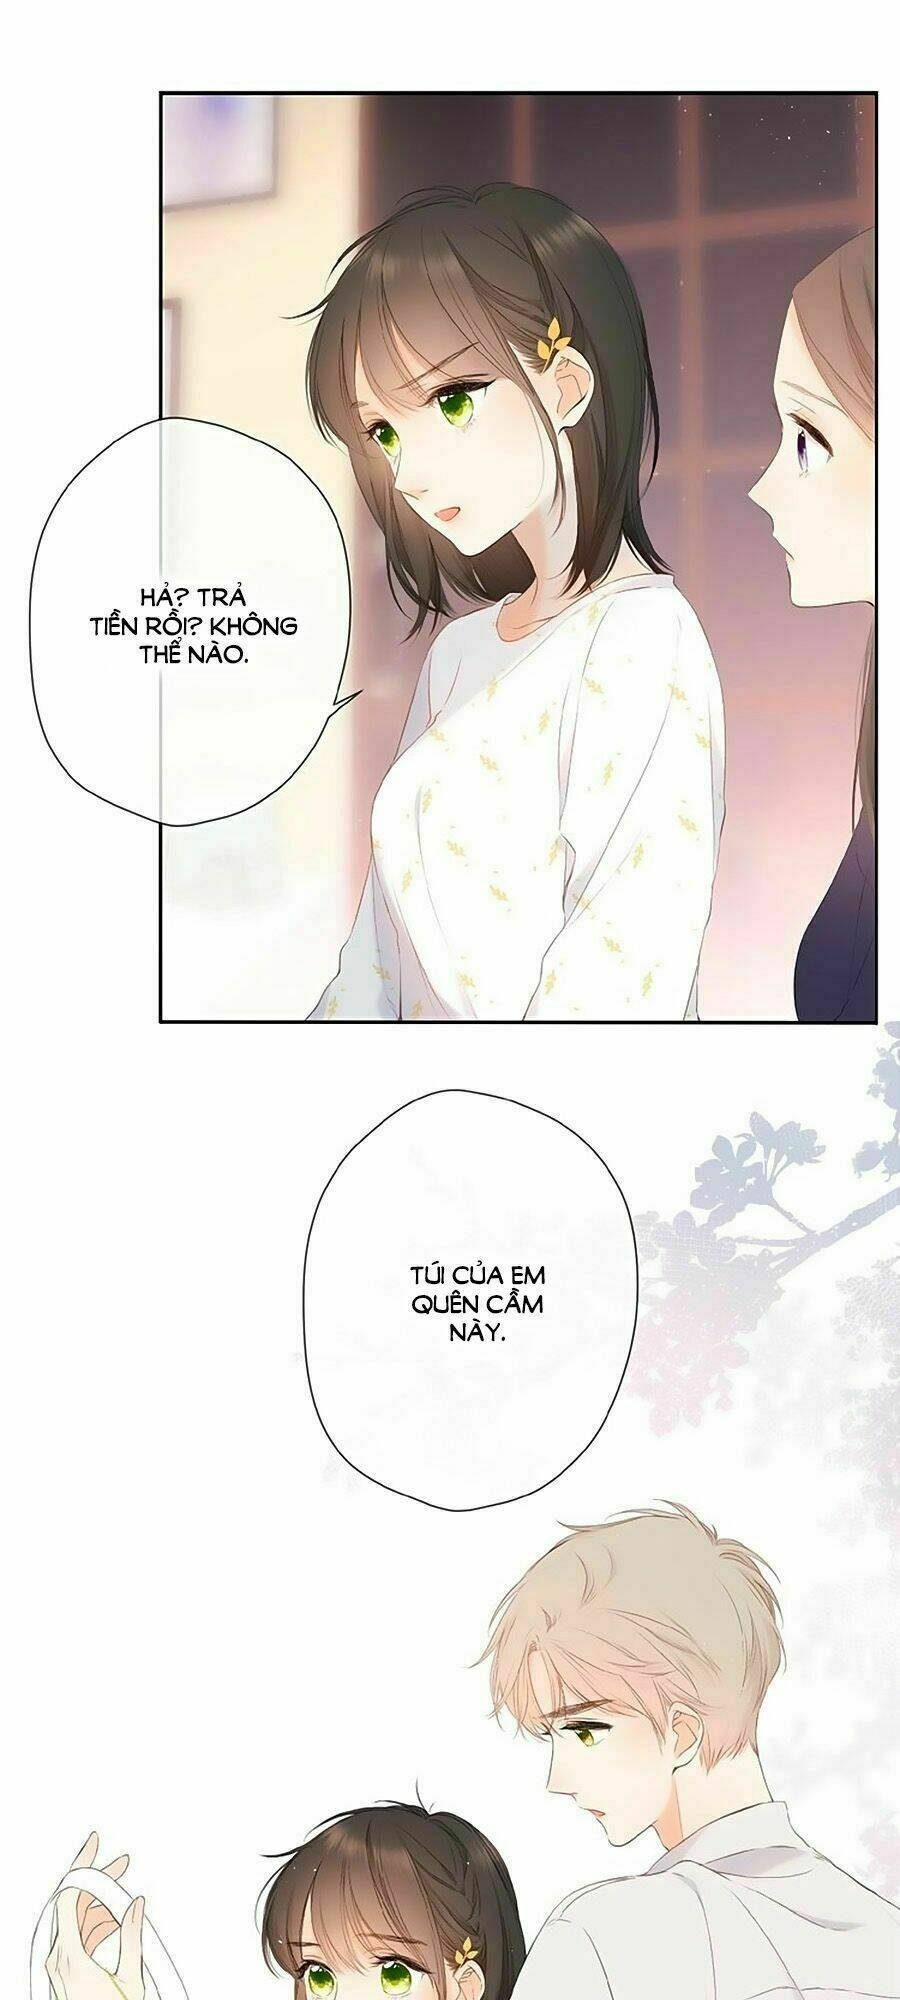 HẢ? TRẢ
TIỀN RỒI? KHÔNG
THỂ NÀO.
TÚI CỦA EM
QUÊN CẦM
NÀY.